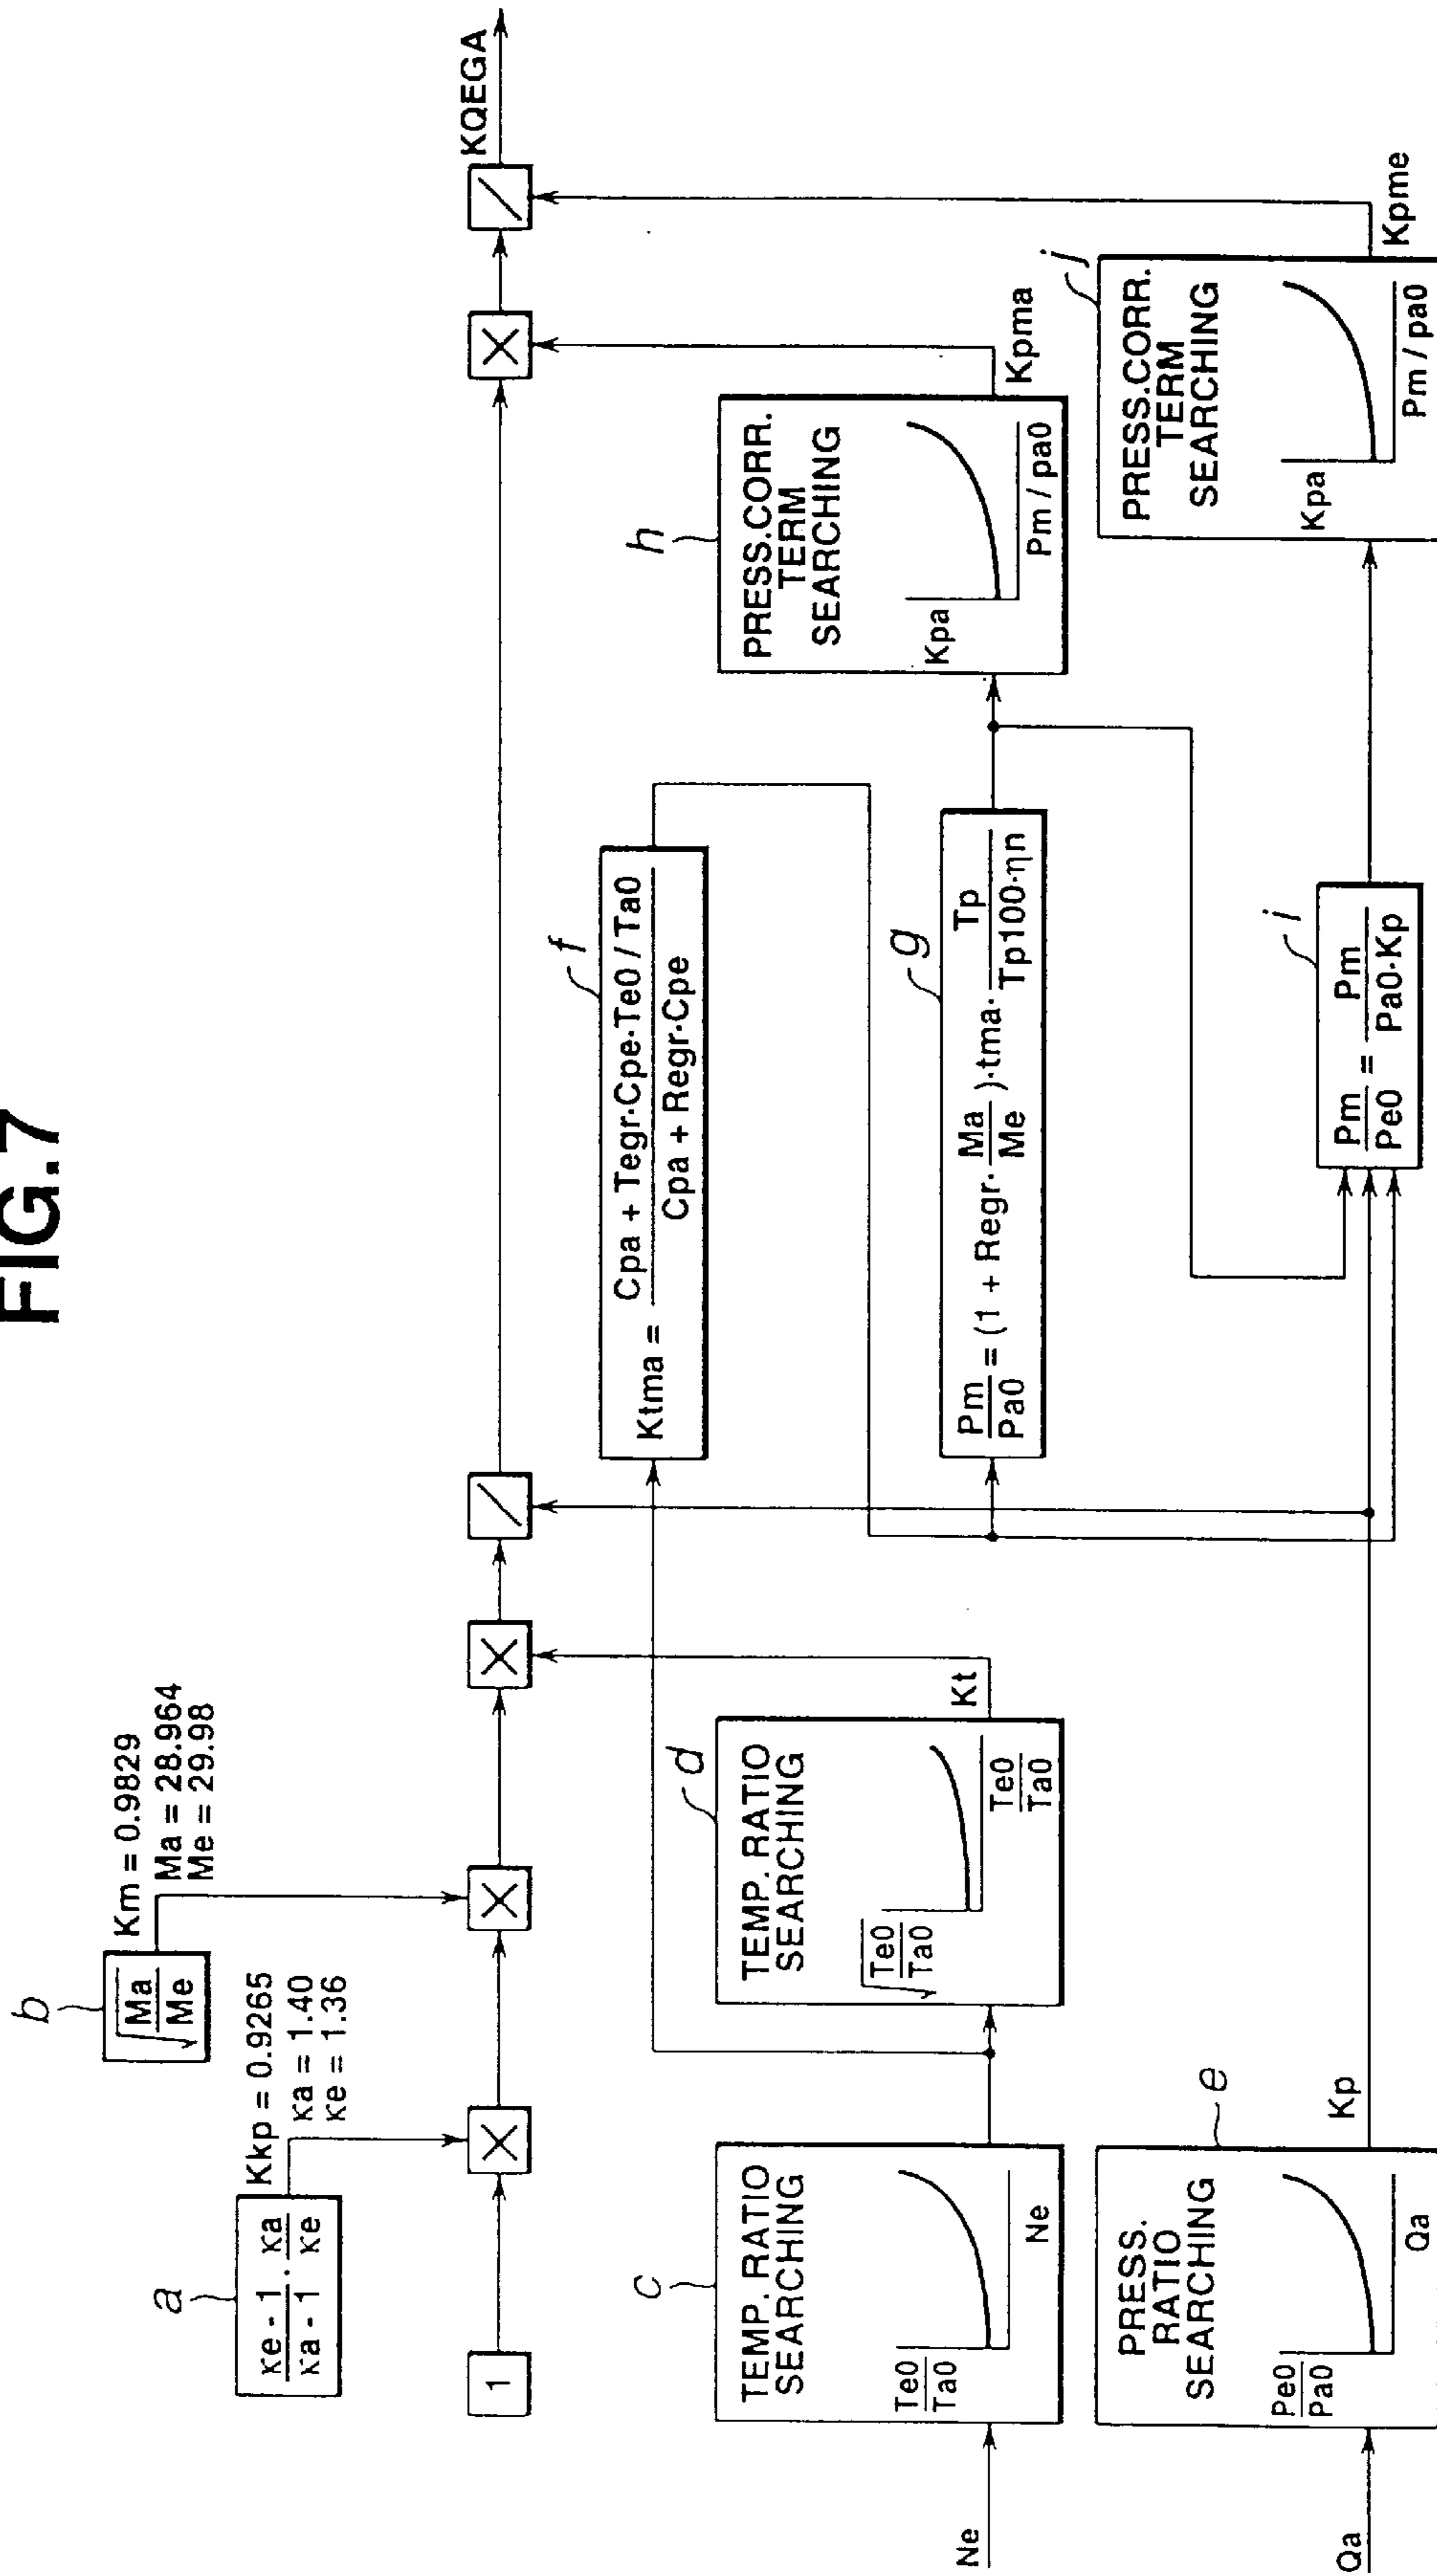 FIG.7
a
κe - 1 / κa - 1 · κa / κe
Kkp = 0.9265
κa = 1.40
κe = 1.36
b
√ Ma / Me
Km = 0.9829
Ma = 28.964
Me = 29.98
1
×
×
×
/
×
/
KQEGA
Ne
c
TEMP. RATIO
SEARCHING
Te0 / Ta0
Ne
d
TEMP. RATIO
SEARCHING
√ Te0 / Ta0
Te0 / Ta0
Kt
f
Ktma = Cpa + Tegr·Cpe·Te0 / Ta0 / Cpa + Regr·Cpe
g
Pm / Pa0 = (1 + Regr· Ma / Me )·tma· Tp / Tp100·ηn
h
PRESS.CORR.
TERM
SEARCHING
Kpa
Pm / pa0
Kpma
Qa
e
PRESS.
RATIO
SEARCHING
Pe0 / Pa0
Qa
Kp
i
Pm / Pe0 = Pm / Pa0·Kp
j
PRESS.CORR.
TERM
SEARCHING
Kpa
Pm / pa0
Kpme